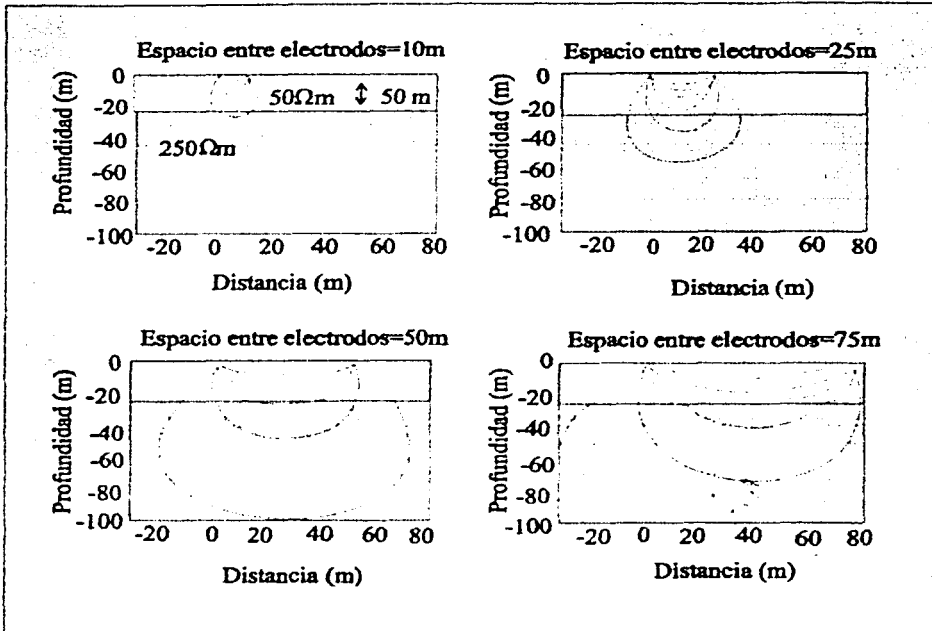 Espacio entre electrodos=10m
Profundidad (m)
0
-20
-40
-60
-80
-100
50Ωm ↕ 50 m
250Ωm
-20 0 20 40 60 80
Distancia (m)
Espacio entre electrodos=25m
Profundidad (m)
0
-20
-40
-60
-80
-100
-20 0 20 40 60 80
Distancia (m)
Espacio entre electrodos=50m
Profundidad (m)
0
-20
-40
-60
-80
-100
-20 0 20 40 60 80
Distancia (m)
Espacio entre electrodos=75m
Profundidad (m)
0
-20
-40
-60
-80
-100
-20 0 20 40 60 80
Distancia (m)